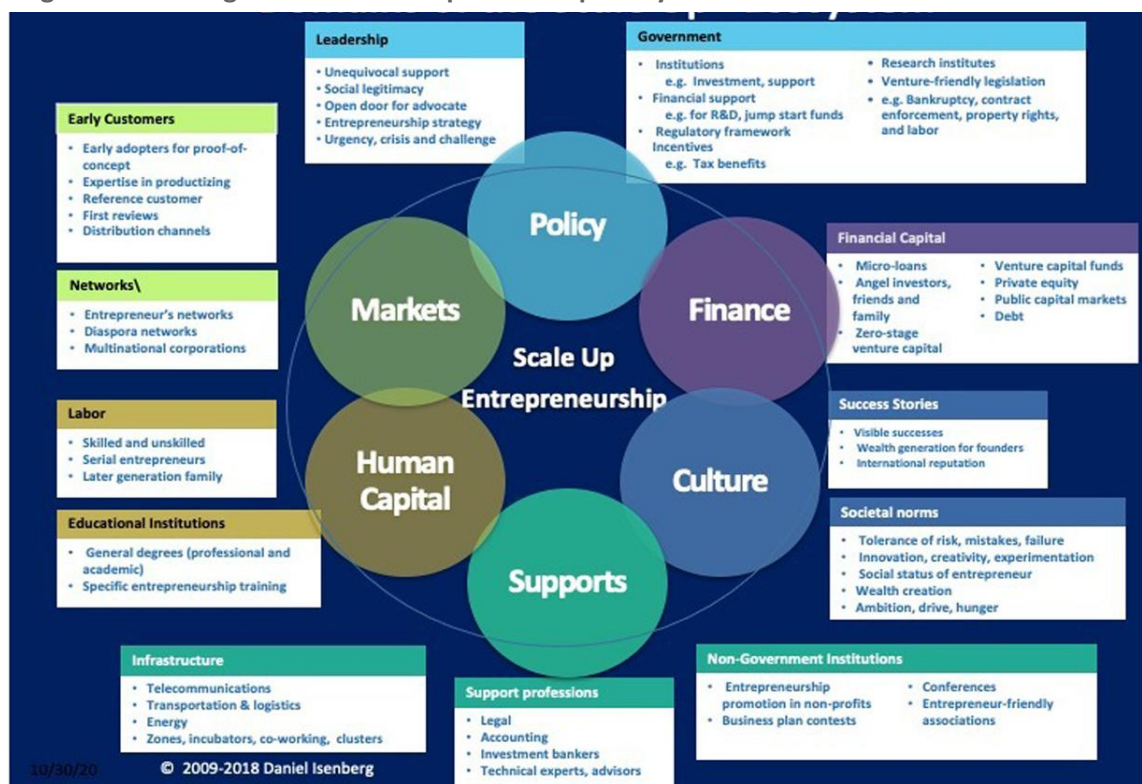 Leadership
• Unequivocal support
• Social legitimacy
• Open door for advocate
• Entrepreneurship strategy
• Urgency, crisis and challenge
Government
• Institutions
e.g. Investment, support
• Financial support
e.g. for R&D, jump start funds
• Regulatory framework
Incentives
e.g. Tax benefits
• Research institutes
• Venture-friendly legislation
• e.g. Bankruptcy, contract
enforcement, property rights,
and labor
Early Customers
• Early adopters for proof-of-
concept
• Expertise in productizing
• Reference customer
• First reviews
• Distribution channels
Networks\
• Entrepreneur's networks
• Diaspora networks
• Multinational corporations
Labor
• Skilled and unskilled
• Serial entrepreneurs
• Later generation family
Educational Institutions
• General degrees (professional and
academic)
• Specific entrepreneurship training
Policy
Markets
Finance
Scale Up
Entrepreneurship
Human
Capital
Culture
Supports
Financial Capital
• Micro-loans
• Angel investors,
friends and
family
• Zero-stage
venture capital
• Venture capital funds
• Private equity
• Public capital markets
• Debt
Success Stories
• Visible successes
• Wealth generation for founders
• International reputation
Societal norms
• Tolerance of risk, mistakes, failure
• Innovation, creativity, experimentation
• Social status of entrepreneur
• Wealth creation
• Ambition, drive, hunger
Infrastructure
• Telecommunications
• Transportation & logistics
• Energy
• Zones, incubators, co-working, clusters
Support professions
• Legal
• Accounting
• Investment bankers
• Technical experts, advisors
Non-Government Institutions
• Entrepreneurship
promotion in non-profits
• Business plan contests
• Conferences
• Entrepreneur-friendly
associations
10/30/20
© 2009-2018 Daniel Isenberg